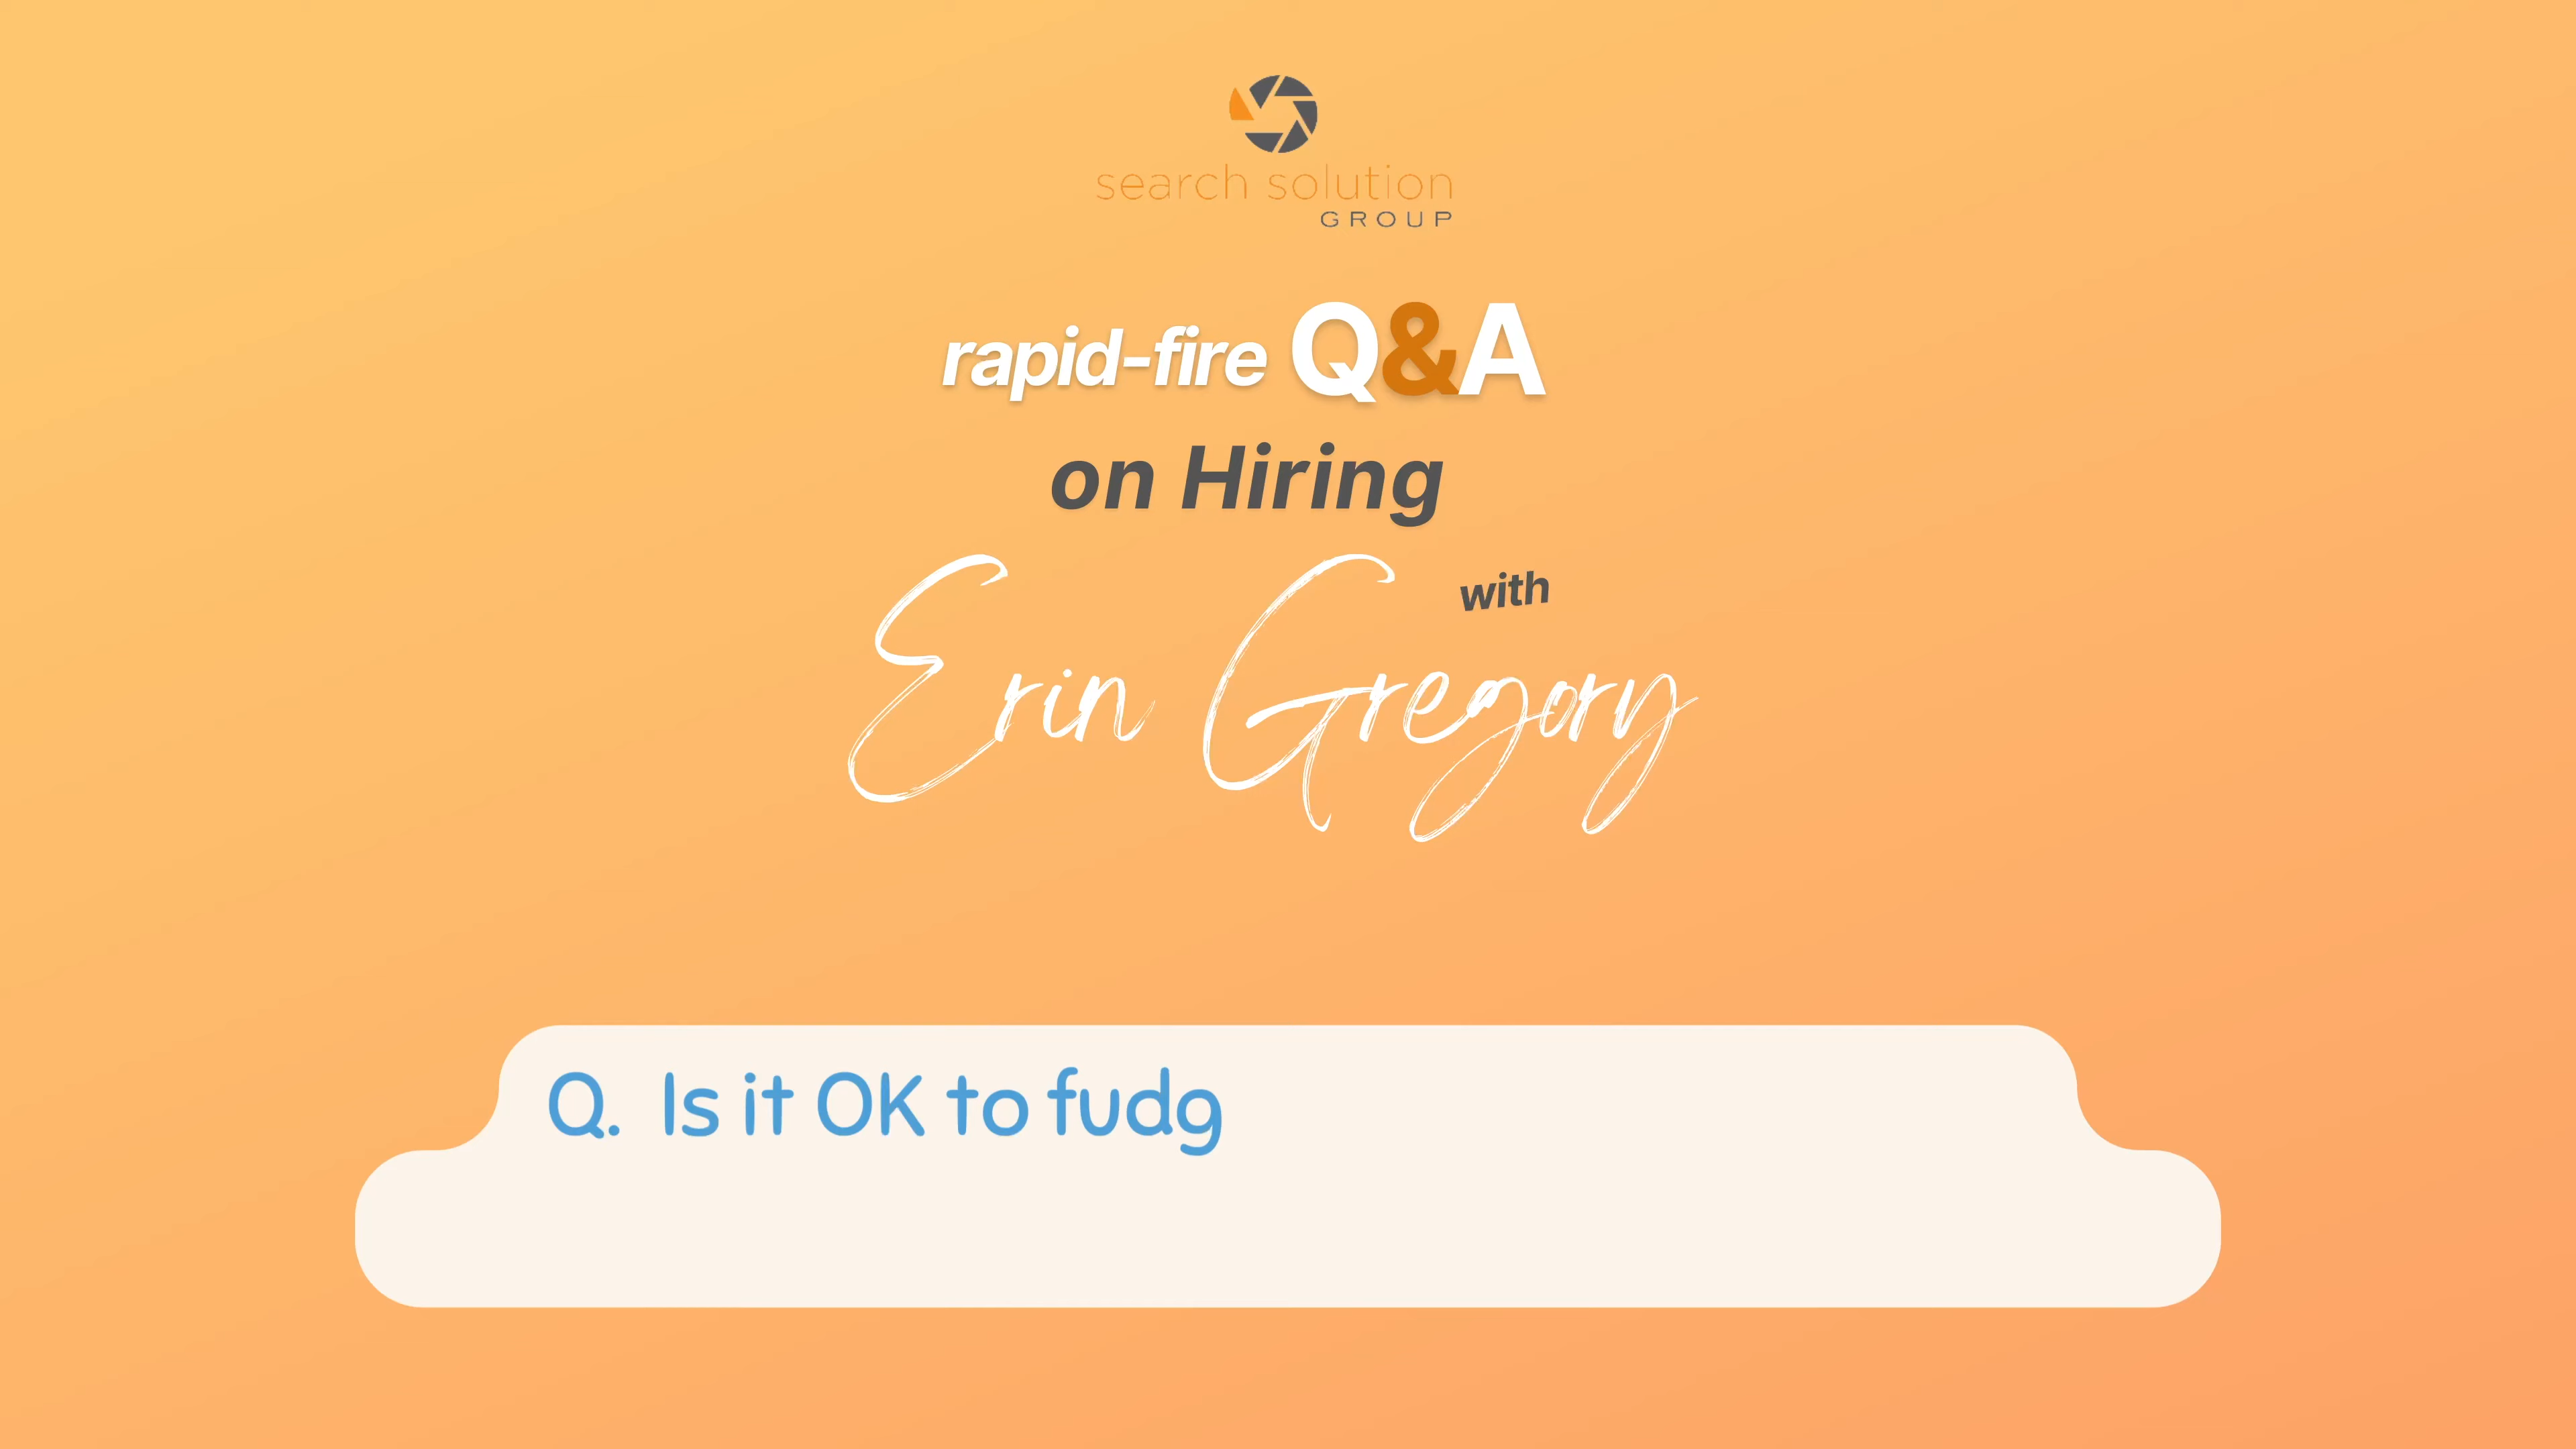 search solution
GROUP
rapid-fire Q&A
on Hiring
with
Erin Gregory
Q. Is it OK to fudg